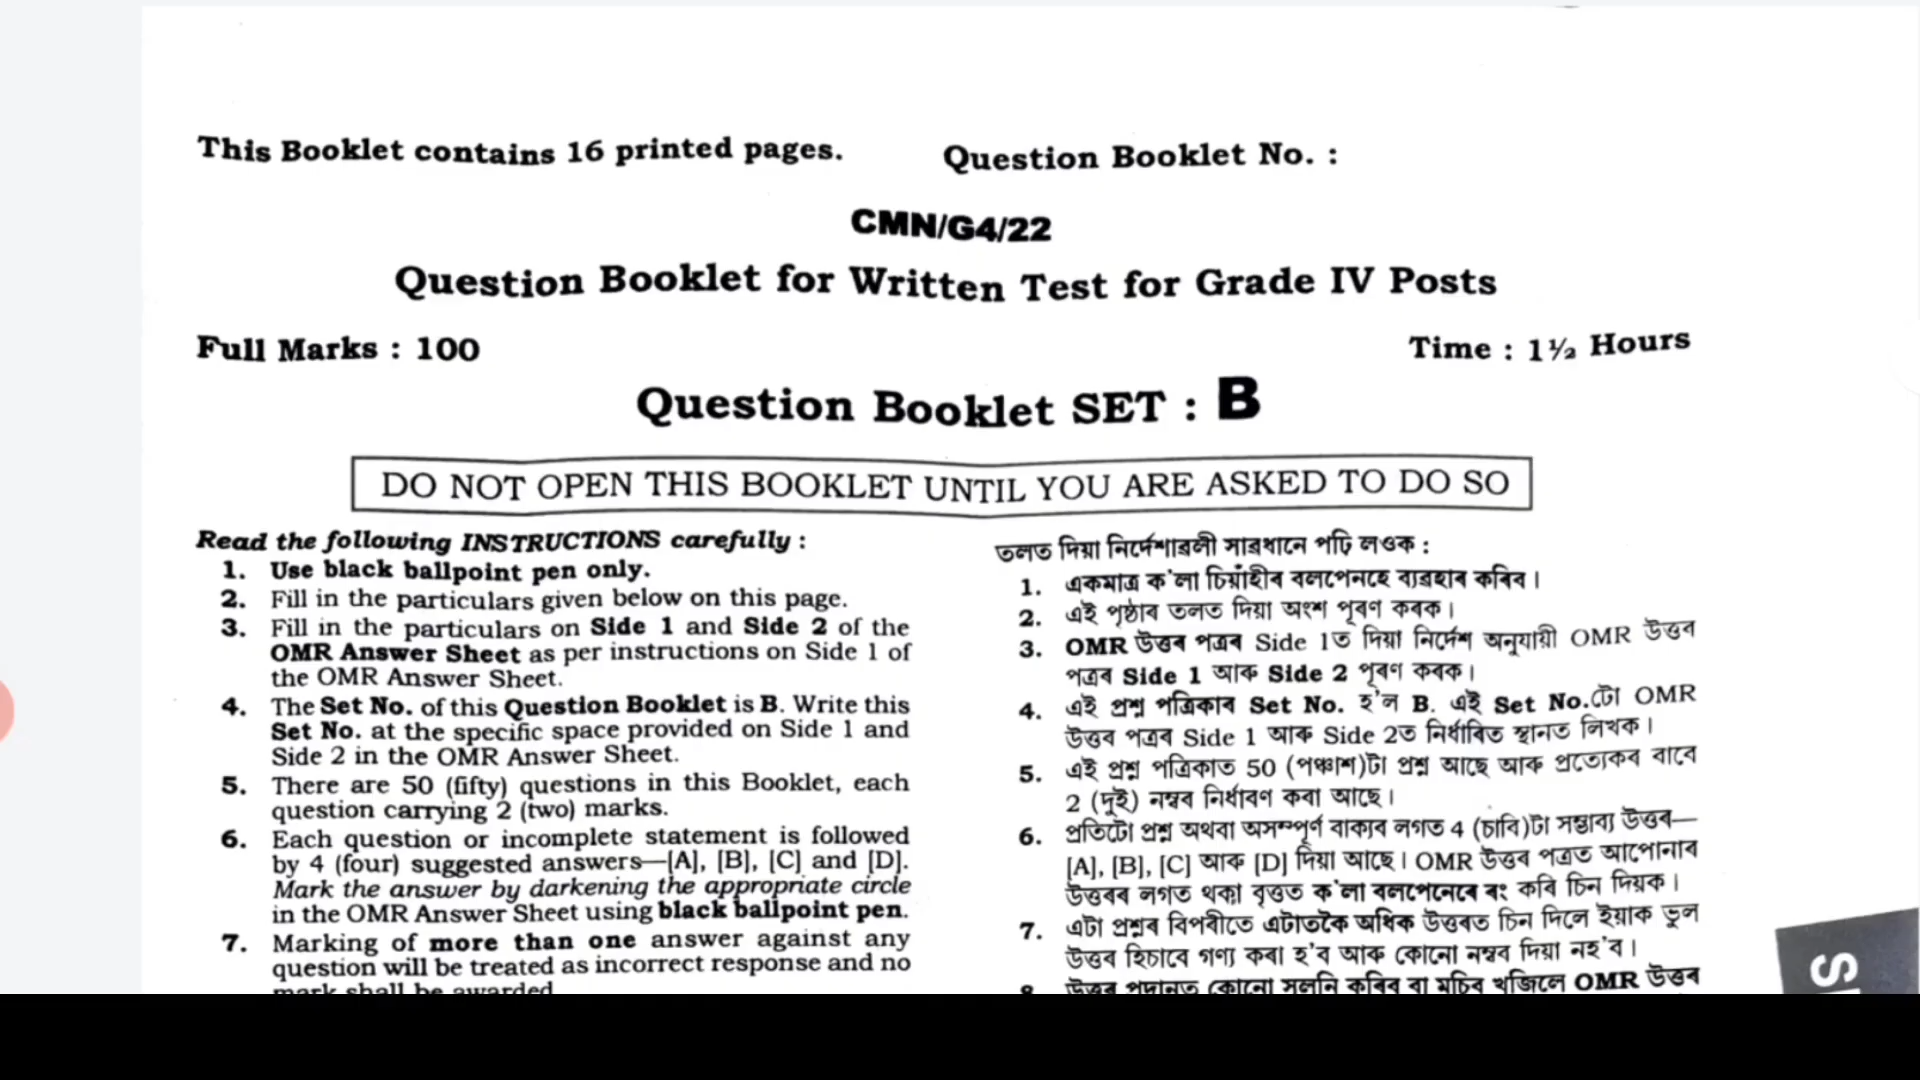 This Booklet contains 16 printed pages.
Question Booklet No. :
CMN/G4/22
Question Booklet for Written Test for Grade IV Posts
Full Marks : 100
Time : 1½ Hours
Question Booklet SET : B
DO NOT OPEN THIS BOOKLET UNTIL YOU ARE ASKED TO DO SO
Read the following INSTRUCTIONS carefully :
1. Use black ballpoint pen only.
2. Fill in the particulars given below on this page.
3. Fill in the particulars on Side 1 and Side 2 of the
OMR Answer Sheet as per instructions on Side 1 of
the OMR Answer Sheet.
4. The Set No. of this Question Booklet is B. Write this
Set No. at the specific space provided on Side 1 and
Side 2 in the OMR Answer Sheet.
5. There are 50 (fifty) questions in this Booklet, each
question carrying 2 (two) marks.
6. Each question or incomplete statement is followed
by 4 (four) suggested answers—[A], [B], [C] and [D].
Mark the answer by darkening the appropriate circle
in the OMR Answer Sheet using black ballpoint pen.
7. Marking of more than one answer against any
question will be treated as incorrect response and no
mark shall be awarded
তলত দিয়া নিৰ্দেশাৱলী সাৱধানে পঢ়ি লওক :
1. একমাত্ৰ ক'লা চিয়াঁহীৰ বলপেনহে ব্যৱহাৰ কৰিব।
2. এই পৃষ্ঠাৰ তলত দিয়া অংশ পূৰণ কৰক।
3. OMR উত্তৰ পত্ৰৰ Side 1ত দিয়া নিৰ্দেশ অনুযায়ী OMR উত্তৰ
পত্ৰৰ Side 1 আৰু Side 2 পূৰণ কৰক।
4. এই প্ৰশ্ন পত্ৰিকাৰ Set No. হ'ল B. এই Set No.টো OMR
উত্তৰ পত্ৰৰ Side 1 আৰু Side 2ত নিৰ্ধাৰিত স্থানত লিখক।
5. এই প্ৰশ্ন পত্ৰিকাত 50 (পঞ্চাশ)টা প্ৰশ্ন আছে আৰু প্ৰত্যেকৰ বাবে
2 (দুই) নম্বৰ নিৰ্ধাৰণ কৰা আছে।
6. প্ৰতিটো প্ৰশ্ন অথবা অসম্পূৰ্ণ বাক্যৰ লগত 4 (চাৰি)টা সম্ভাব্য উত্তৰ—
[A], [B], [C] আৰু [D] দিয়া আছে। OMR উত্তৰ পত্ৰত আপোনাৰ
উত্তৰৰ লগত থকা বৃত্তত ক'লা বলপেনেৰে ৰং কৰি চিন দিয়ক।
7. এটা প্ৰশ্নৰ বিপৰীতে এটাতকৈ অধিক উত্তৰত চিন দিলে ইয়াক ভুল
উত্তৰ হিচাবে গণ্য কৰা হ'ব আৰু কোনো নম্বৰ দিয়া নহ'ব।
8. উত্তৰ প্ৰদানত কোনো সলনি কৰিব বা মচিব খুজিলে OMR উত্তৰ